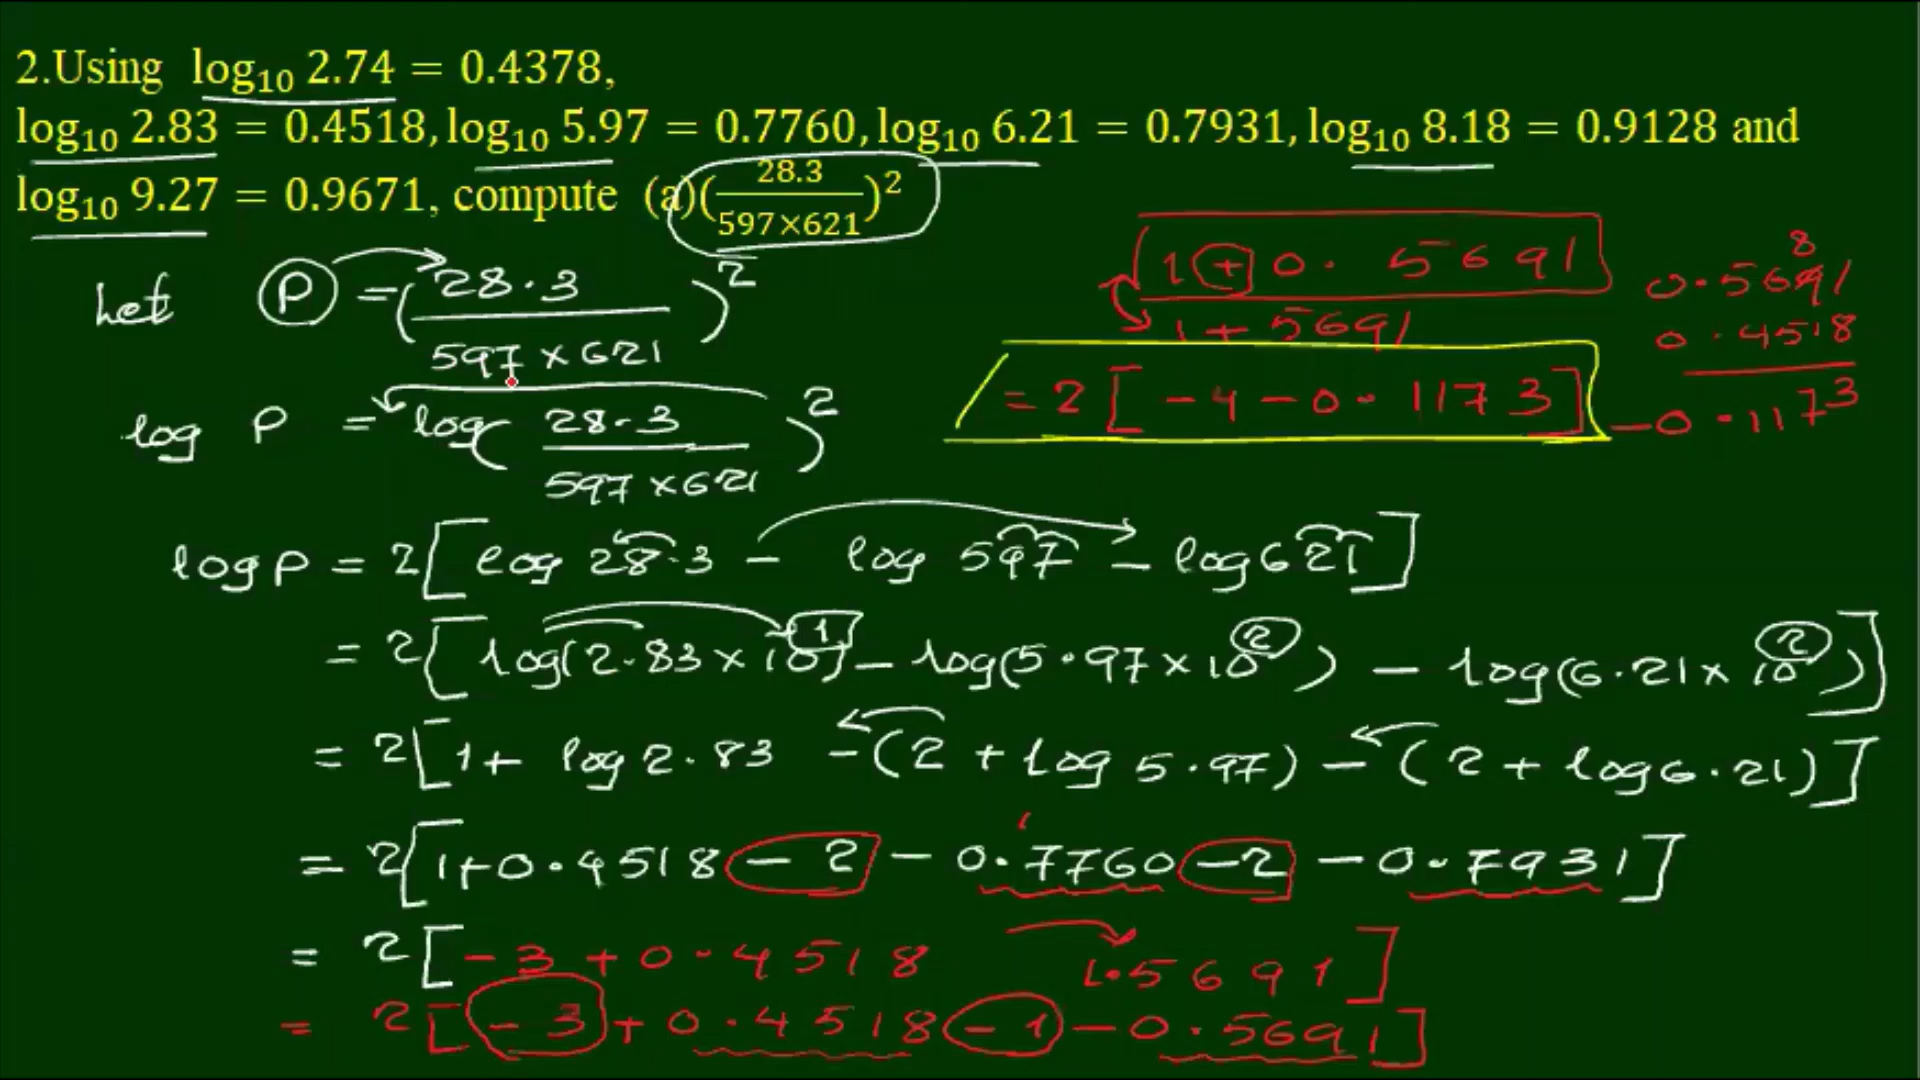 2.Using log₁₀ 2.74 = 0.4378,
log₁₀ 2.83 = 0.4518, log₁₀ 5.97 = 0.7760, log₁₀ 6.21 = 0.7931, log₁₀ 8.18 = 0.9128 and
log₁₀ 9.27 = 0.9671, compute (a)(28.3/597×621)²
Let P = (28.3/597×621)²
log P = log(28.3/597×621)²
log P = 2[log 28.3 − log 597 − log 621]
= 2[log(2.83×10¹) − log(5.97×10²) − log(6.21×10²)]
= 2[1+ log 2.83 −(2 + log 5.97) − (2 + log 6.21)]
= 2[1+0.4518 − 2 − 0.7760 −2 − 0.7931]
= 2[−3 + 0.4518 1.5691]
= 2[−3 + 0.4518 −1 − 0.5691]
1 + 0.5691
1 + 5691
= 2[−4 − 0.1173]
8
0.5691
0.4518
−0.1173